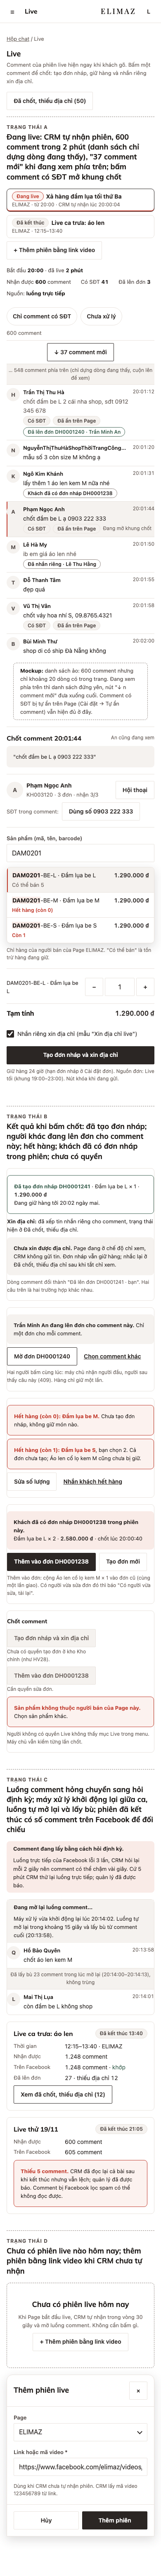 ≡ Live ELIMAZ L
Hộp chat / Live
Live
Comment của phiên live hiện ngay khi khách gõ. Bấm một
comment để chốt: tạo đơn nháp, giữ hàng và nhắn riêng
xin địa chỉ.
Đã chốt, thiếu địa chỉ (50)
TRẠNG THÁI A
Đang live: CRM tự nhận phiên, 600
comment trong 2 phút (danh sách chỉ
dựng dòng đang thấy), "37 comment
mới" khi đang xem phía trên; bấm
comment có SĐT mở khung chốt
Đang live Xả hàng đầm lụa tối thứ Ba
ELIMAZ · từ 20:00 · CRM tự nhận lúc 20:00:14
Đã kết thúc Live ca trưa: áo len
ELIMAZ · 12:15–13:40
+ Thêm phiên bằng link video
Bắt đầu 20:00 · đã live 2 phút
Nhận được 600 comment Có SĐT 41 Đã lên đơn 3
Nguồn: luồng trực tiếp
Chỉ comment có SĐT Chưa xử lý
600 comment
↓ 37 comment mới
… 548 comment phía trên (chỉ dựng dòng đang thấy, cuộn lên
để xem)
H Trần Thị Thu Hà 20:01:12
chốt đầm be L 2 cái nha shop, sdt 0912
345 678
Có SĐT Đã ẩn trên Page
Đã lên đơn DH0001240 · Trần Minh An
N NguyễnThịThuHàShopThờiTrangCông… 20:01:20
mẫu số 3 còn size M không ạ
K Ngô Kim Khánh 20:01:31
lấy thêm 1 áo len kem M nữa nhé
Khách đã có đơn nháp DH0001238
A Phạm Ngọc Anh 20:01:44
chốt đầm be L ạ 0903 222 333
Có SĐT Đã ẩn trên Page Đang mở khung chốt
M Lê Hà My 20:01:50
ib em giá áo len nhé
Đã nhắn riêng · Lê Thu Hằng
T Đỗ Thanh Tâm 20:01:55
đẹp quá
V Vũ Thị Vân 20:01:58
chốt váy hoa nhí S, 09.8765.4321
Có SĐT Đã ẩn trên Page
B Bùi Minh Thư 20:02:00
shop ơi có ship Đà Nẵng không
Mockup: danh sách ảo: 600 comment nhưng
chỉ khoảng 20 dòng có trong trang. Đang xem
phía trên thì danh sách đứng yên, nút "↓ n
comment mới" đưa xuống cuối. Comment có
SĐT bị tự ẩn trên Page (Cài đặt → Tự ẩn
comment) vẫn hiện đủ ở đây.
Chốt comment 20:01:44 Ẩn cũng đang xem
"chốt đầm be L ạ 0903 222 333"
A Phạm Ngọc Anh Hội thoại
KH003120 · 3 đơn · nhận 3/3
SĐT trong comment: Dùng số 0903 222 333
Sản phẩm (mã, tên, barcode)
DAM0201
DAM0201-BE-L · Đầm lụa be L 1.290.000 đ
Có thể bán 5
DAM0201-BE-M · Đầm lụa be M 1.290.000 đ
Hết hàng (còn 0)
DAM0201-BE-S · Đầm lụa be S 1.290.000 đ
Còn 1
Chỉ hàng của người bán của Page ELIMAZ. "Có thể bán" là tồn
trừ hàng đang giữ.
DAM0201-BE-L · Đầm lụa be
L − 1 +
Tạm tính 1.290.000 đ
Nhắn riêng xin địa chỉ (mẫu "Xin địa chỉ live")
Tạo đơn nháp và xin địa chỉ
Giữ hàng 24 giờ (hạn đơn nháp ở Cài đặt đơn). Nguồn đơn: Live
tối (khung 19:00–23:00). Nút khóa khi đang gửi.
TRẠNG THÁI B
Kết quả khi bấm chốt: đã tạo đơn nháp;
người khác đang lên đơn cho comment
này; hết hàng; khách đã có đơn nháp
trong phiên; chưa có quyền
Đã tạo đơn nháp DH0001241 · Đầm lụa be L × 1 ·
1.290.000 đ
Đang giữ hàng tới 20:02 ngày mai.
Xin địa chỉ: đã xếp tin nhắn riêng cho comment, trạng thái
hiện ở Đã chốt, thiếu địa chỉ.
Chưa xin được địa chỉ. Page đang ở chế độ chỉ xem,
CRM không gửi tin. Đơn nháp vẫn giữ hàng; nhắc lại ở
Đã chốt, thiếu địa chỉ sau khi tắt chỉ xem.
Dòng comment đổi thành "Đã lên đơn DH0001241 · bạn". Hai
câu trên là hai trường hợp khác nhau.
Trần Minh An đang lên đơn cho comment này. Chỉ
một đơn cho mỗi comment.
Mở đơn DH0001240 Chọn comment khác
Hai người bấm cùng lúc: máy chủ nhận người đầu, người sau
thấy câu này (409). Hàng chỉ giữ một lần.
Hết hàng (còn 0): Đầm lụa be M. Chưa tạo đơn
nháp, không giữ món nào.
Hết hàng (còn 1): Đầm lụa be S, bạn chọn 2. Cả
đơn chưa tạo; Áo len cổ lọ kem M cũng chưa bị giữ.
Sửa số lượng Nhắn khách hết hàng
Khách đã có đơn nháp DH0001238 trong phiên
này.
Đầm lụa be L × 2 · 2.580.000 đ · chốt lúc 20:00:40
Thêm vào đơn DH0001238 Tạo đơn mới
Thêm vào đơn: cộng Áo len cổ lọ kem M × 1 vào đơn cũ (cùng
một lần giao). Có người vừa sửa đơn đó thì báo "Có người vừa
sửa, tải lại".
Chốt comment
Tạo đơn nháp và xin địa chỉ
Chưa có quyền tạo đơn ở kho Kho
chính (như HV28).
Thêm vào đơn DH0001238
Cần quyền sửa đơn.
Sản phẩm không thuộc người bán của Page này.
Chọn sản phẩm khác.
Người không có quyền Live không thấy mục Live trong menu.
Máy chủ vẫn kiểm từng lần chốt.
TRẠNG THÁI C
Luồng comment hỏng chuyển sang hỏi
định kỳ; máy xử lý khởi động lại giữa ca,
luồng tự mở lại và lấy bù; phiên đã kết
thúc có số comment trên Facebook để đối
chiếu
Comment đang lấy bằng cách hỏi định kỳ.
Luồng trực tiếp của Facebook lỗi 3 lần. CRM hỏi lại
mỗi 2 giây nên comment có thể chậm vài giây. Cứ 5
phút CRM thử lại luồng trực tiếp; quản lý đã được
báo.
Đang mở lại luồng comment…
Máy xử lý vừa khởi động lại lúc 20:14:02. Luồng tự
mở lại trong khoảng 15 giây và lấy bù từ comment
cuối (20:13:58).
Q Hồ Bảo Quyên 20:13:58
chốt áo len kem M
Đã lấy bù 23 comment trong lúc mở lại (20:14:00–20:14:13),
không trùng
L Mai Thị Lụa 20:14:01
còn đầm be L không shop
Live ca trưa: áo len Đã kết thúc 13:40
Thời gian 12:15–13:40 · ELIMAZ
Nhận được 1.248 comment
Trên Facebook 1.248 comment · khớp
Đã lên đơn 27 · thiếu địa chỉ 12
Xem đã chốt, thiếu địa chỉ (12)
Live thứ 19/11 Đã kết thúc 21:05
Nhận được 600 comment
Trên Facebook 605 comment
Thiếu 5 comment. CRM đã đọc lại cả bài sau
khi kết thúc nhưng vẫn lệch; quản lý đã được
báo. Comment bị Facebook lọc spam có thể
không đọc được.
TRẠNG THÁI D
Chưa có phiên live nào hôm nay; thêm
phiên bằng link video khi CRM chưa tự
nhận
Chưa có phiên live hôm nay
Khi Page bắt đầu live, CRM tự nhận trong vòng 30
giây và mở luồng comment. Không cần bấm gì.
+ Thêm phiên bằng link video
Thêm phiên live ×
Page
ELIMAZ
Link hoặc mã video *
https://www.facebook.com/elimaz/videos,
Dùng khi CRM chưa tự nhận phiên. CRM lấy mã video
123456789 từ link.
Hủy Thêm phiên